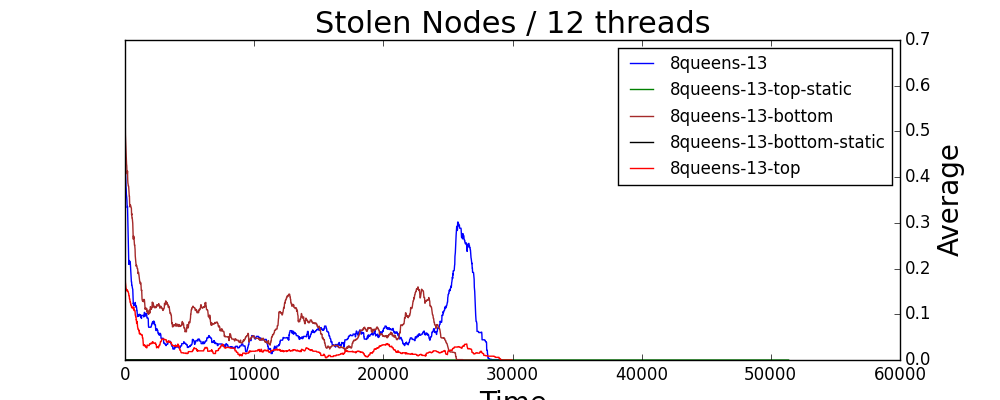 Stolen Nodes / 12 threads
0.7
8queens-13
8queens-13-top-static
8queens-13-bottom
8queens-13-bottom-static
8queens-13-top
0.6
0.5
0.4
0.3
0.2
0.1
0.0
Average
0 10000 20000 30000 40000 50000 60000
Time